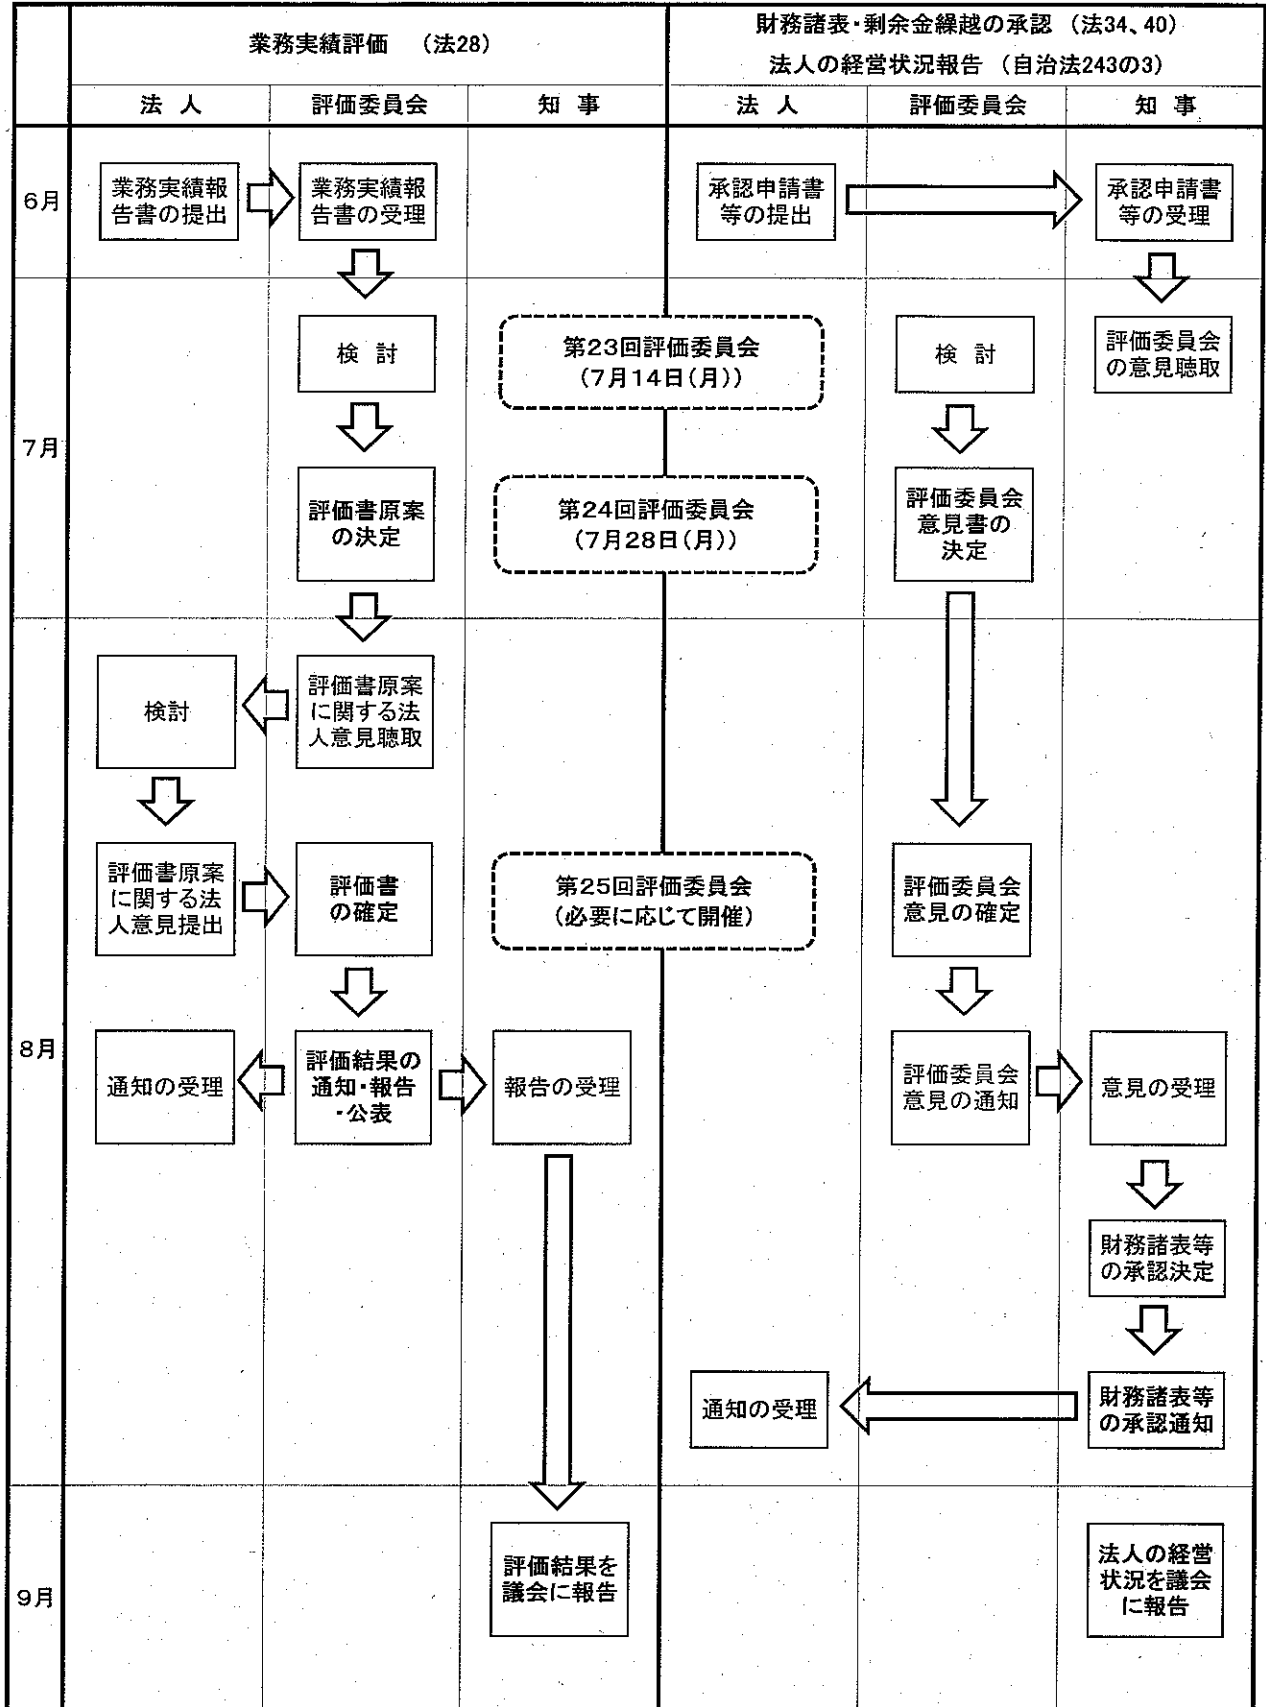 業務実績評価 （法28）
財務諸表・剰余金繰越の承認 （法34、40）
法人の経営状況報告 （自治法243の3）
法 人
評価委員会
知 事
法 人
評価委員会
知 事
6月
業務実績報
告書の提出
業務実績報
告書の受理
承認申請書
等の提出
承認申請書
等の受理
7月
検 討
第23回評価委員会
（7月14日（月））
検 討
評価委員会
の意見聴取
評価書原案
の決定
第24回評価委員会
（7月28日（月））
評価委員会
意見書の
決定
8月
検討
評価書原案
に関する法
人意見聴取
評価書原案
に関する法
人意見提出
評価書
の確定
第25回評価委員会
（必要に応じて開催）
評価委員会
意見の確定
通知の受理
評価結果の
通知・報告
・公表
報告の受理
評価委員会
意見の通知
意見の受理
財務諸表等
の承認決定
通知の受理
財務諸表等
の承認通知
9月
評価結果を
議会に報告
法人の経営
状況を議会
に報告